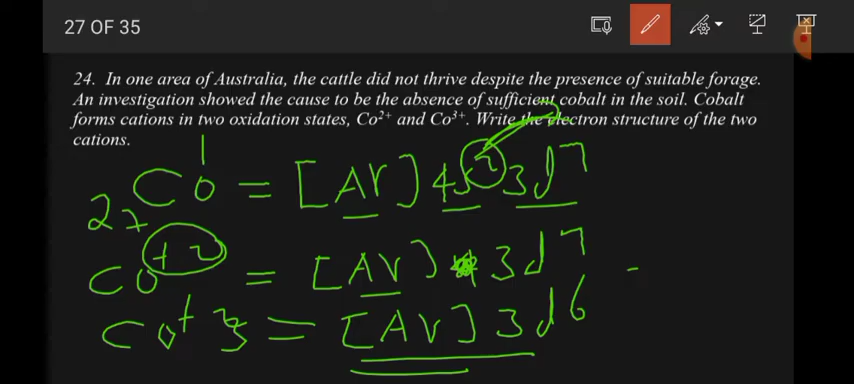 27 OF 35
24. In one area of Australia, the cattle did not thrive despite the presence of suitable forage.
An investigation showed the cause to be the absence of sufficient cobalt in the soil. Cobalt
forms cations in two oxidation states, Co²⁺ and Co³⁺. Write the electron structure of the two
cations.
₂₇Co = [Ar] 4s² 3d⁷
Co⁺² = [Ar] 3d⁷
Co⁺³ = [Ar] 3d⁶